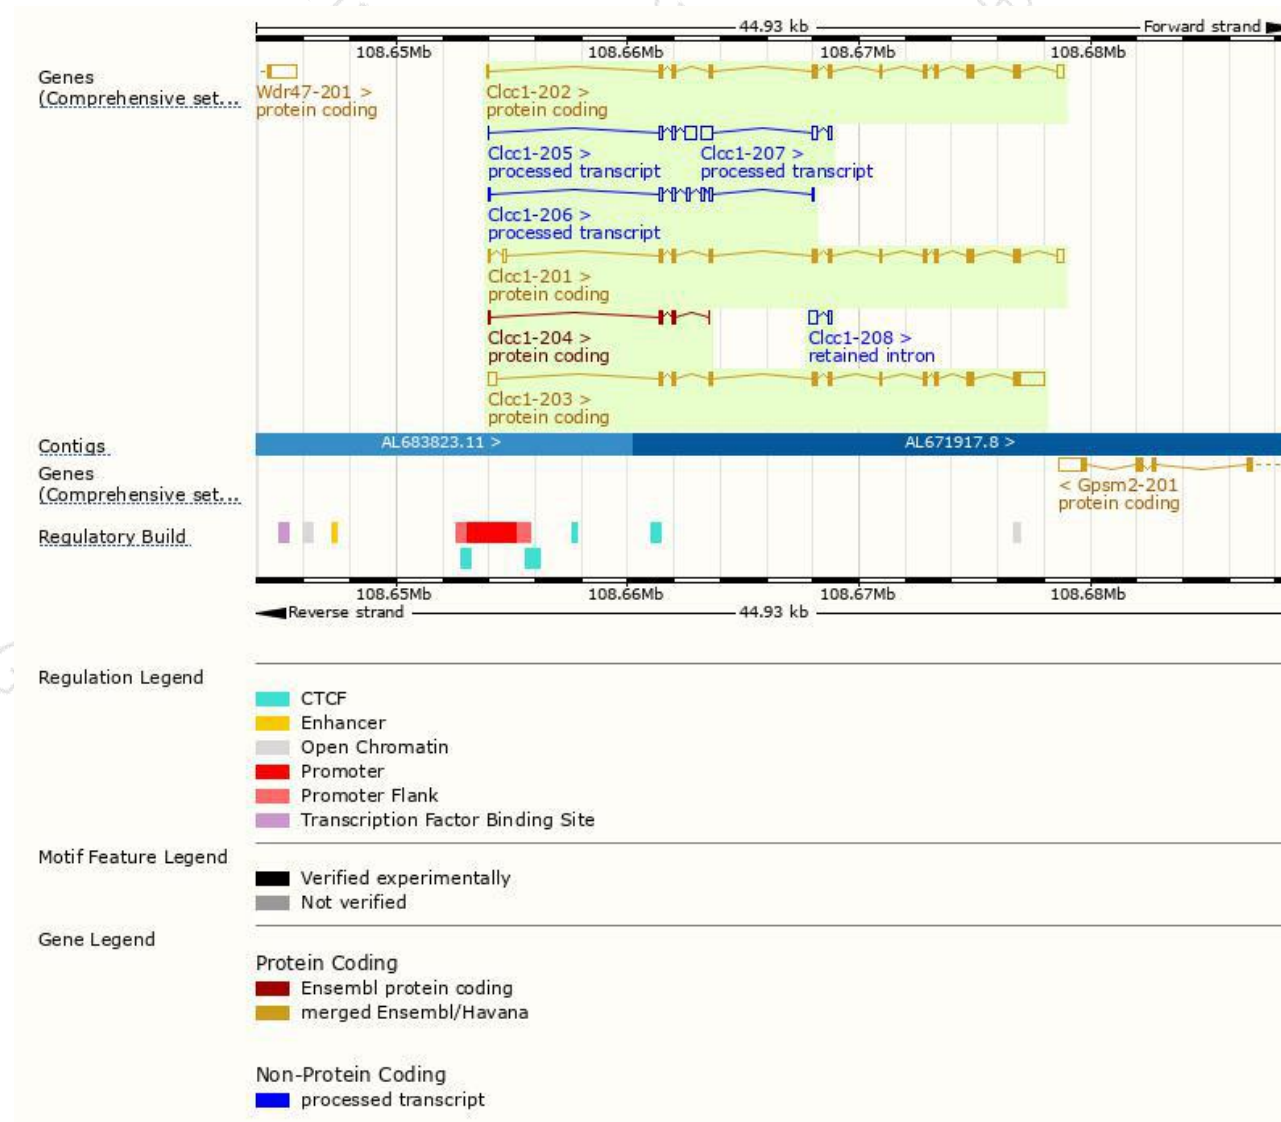 44.93 kb Forward strand
108.65Mb 108.66Mb 108.67Mb 108.68Mb
Genes
(Comprehensive set...
Wdr47-201 >
protein coding
Clcc1-202 >
protein coding
Clcc1-205 >
processed transcript
Clcc1-207 >
processed transcript
Clcc1-206 >
processed transcript
Clcc1-201 >
protein coding
Clcc1-204 >
protein coding
Clcc1-208 >
retained intron
Clcc1-203 >
protein coding
Contigs
AL683823.11 > AL671917.8 >
Genes
(Comprehensive set...
< Gpsm2-201
protein coding
Regulatory Build
108.65Mb 108.66Mb 108.67Mb 108.68Mb
Reverse strand 44.93 kb
Regulation Legend
CTCF
Enhancer
Open Chromatin
Promoter
Promoter Flank
Transcription Factor Binding Site
Motif Feature Legend
Verified experimentally
Not verified
Gene Legend
Protein Coding
Ensembl protein coding
merged Ensembl/Havana
Non-Protein Coding
processed transcript